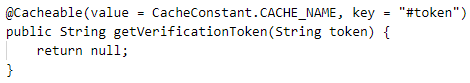 @Cacheable(value = CacheConstant.CACHE_NAME, key = "#token")
public String getVerificationToken(String token) {
    return null;
}